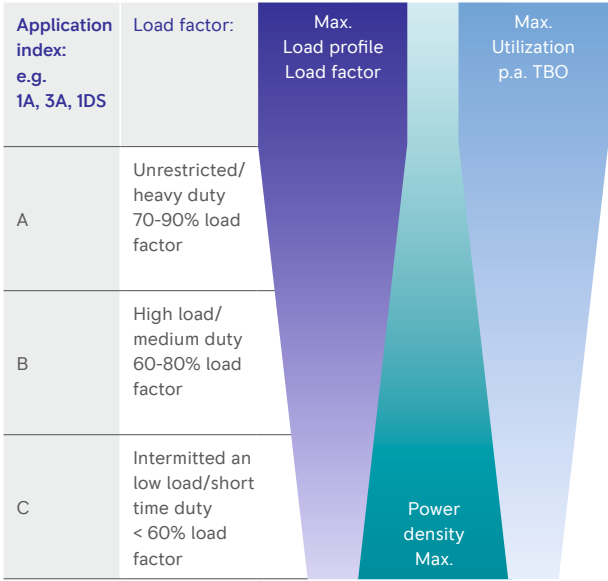 Application
index:
e.g.
1A, 3A, 1DS
Load factor:
Max.
Load profile
Load factor
Max.
Utilization
p.a. TBO
A
Unrestricted/
heavy duty
70-90% load
factor
B
High load/
medium duty
60-80% load
factor
C
Intermitted an
low load/short
time duty
< 60% load
factor
Power
density
Max.